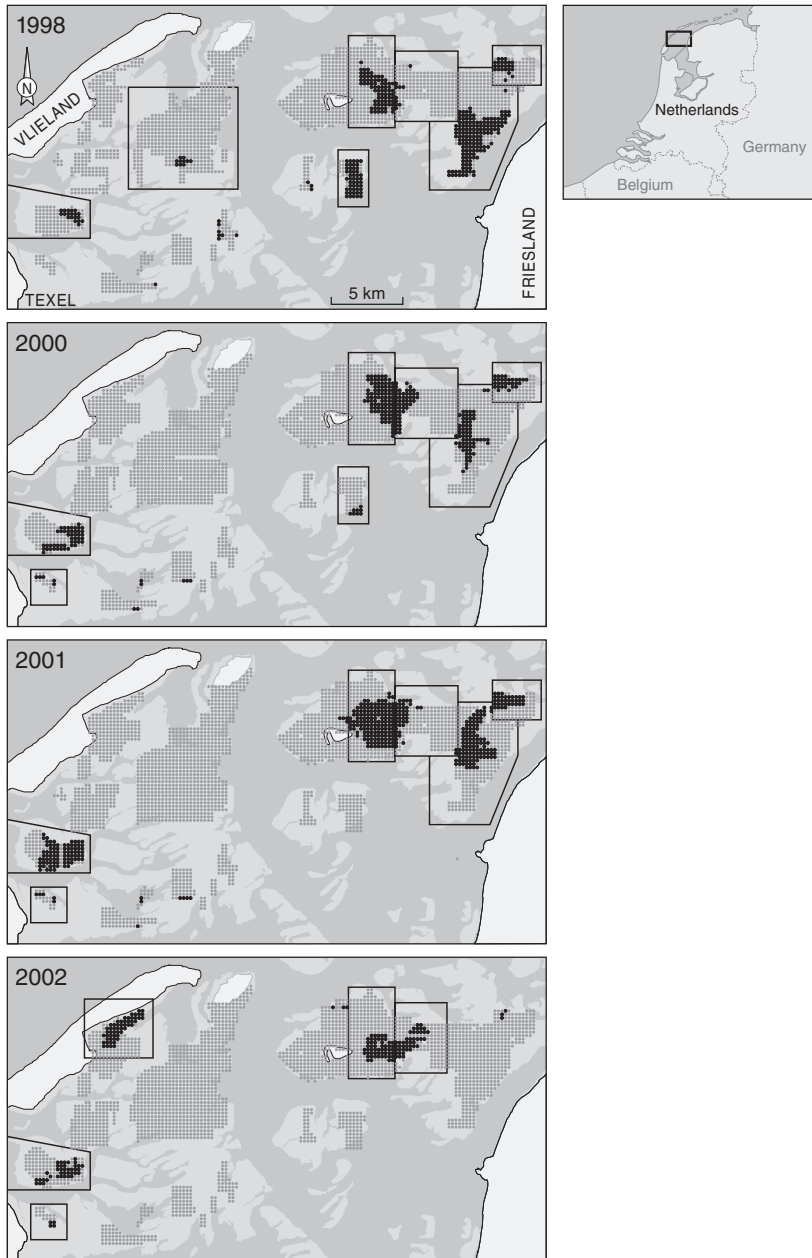 1998
N
VLIELAND
TEXEL
5 km
FRIESLAND
Netherlands
Germany
Belgium
2000
2001
2002